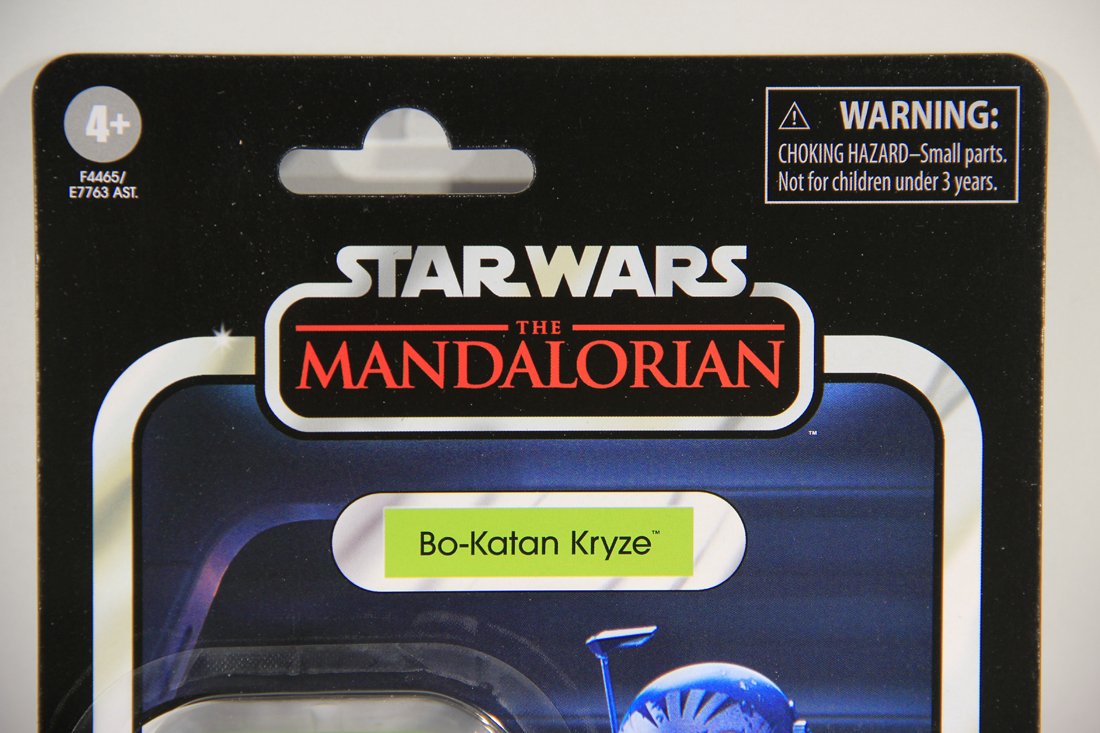 4+
F4465/
E7763 AST.
⚠ WARNING:
CHOKING HAZARD–Small parts.
Not for children under 3 years.
STAR WARS
THE
MANDALORIAN
™
Bo-Katan Kryze™